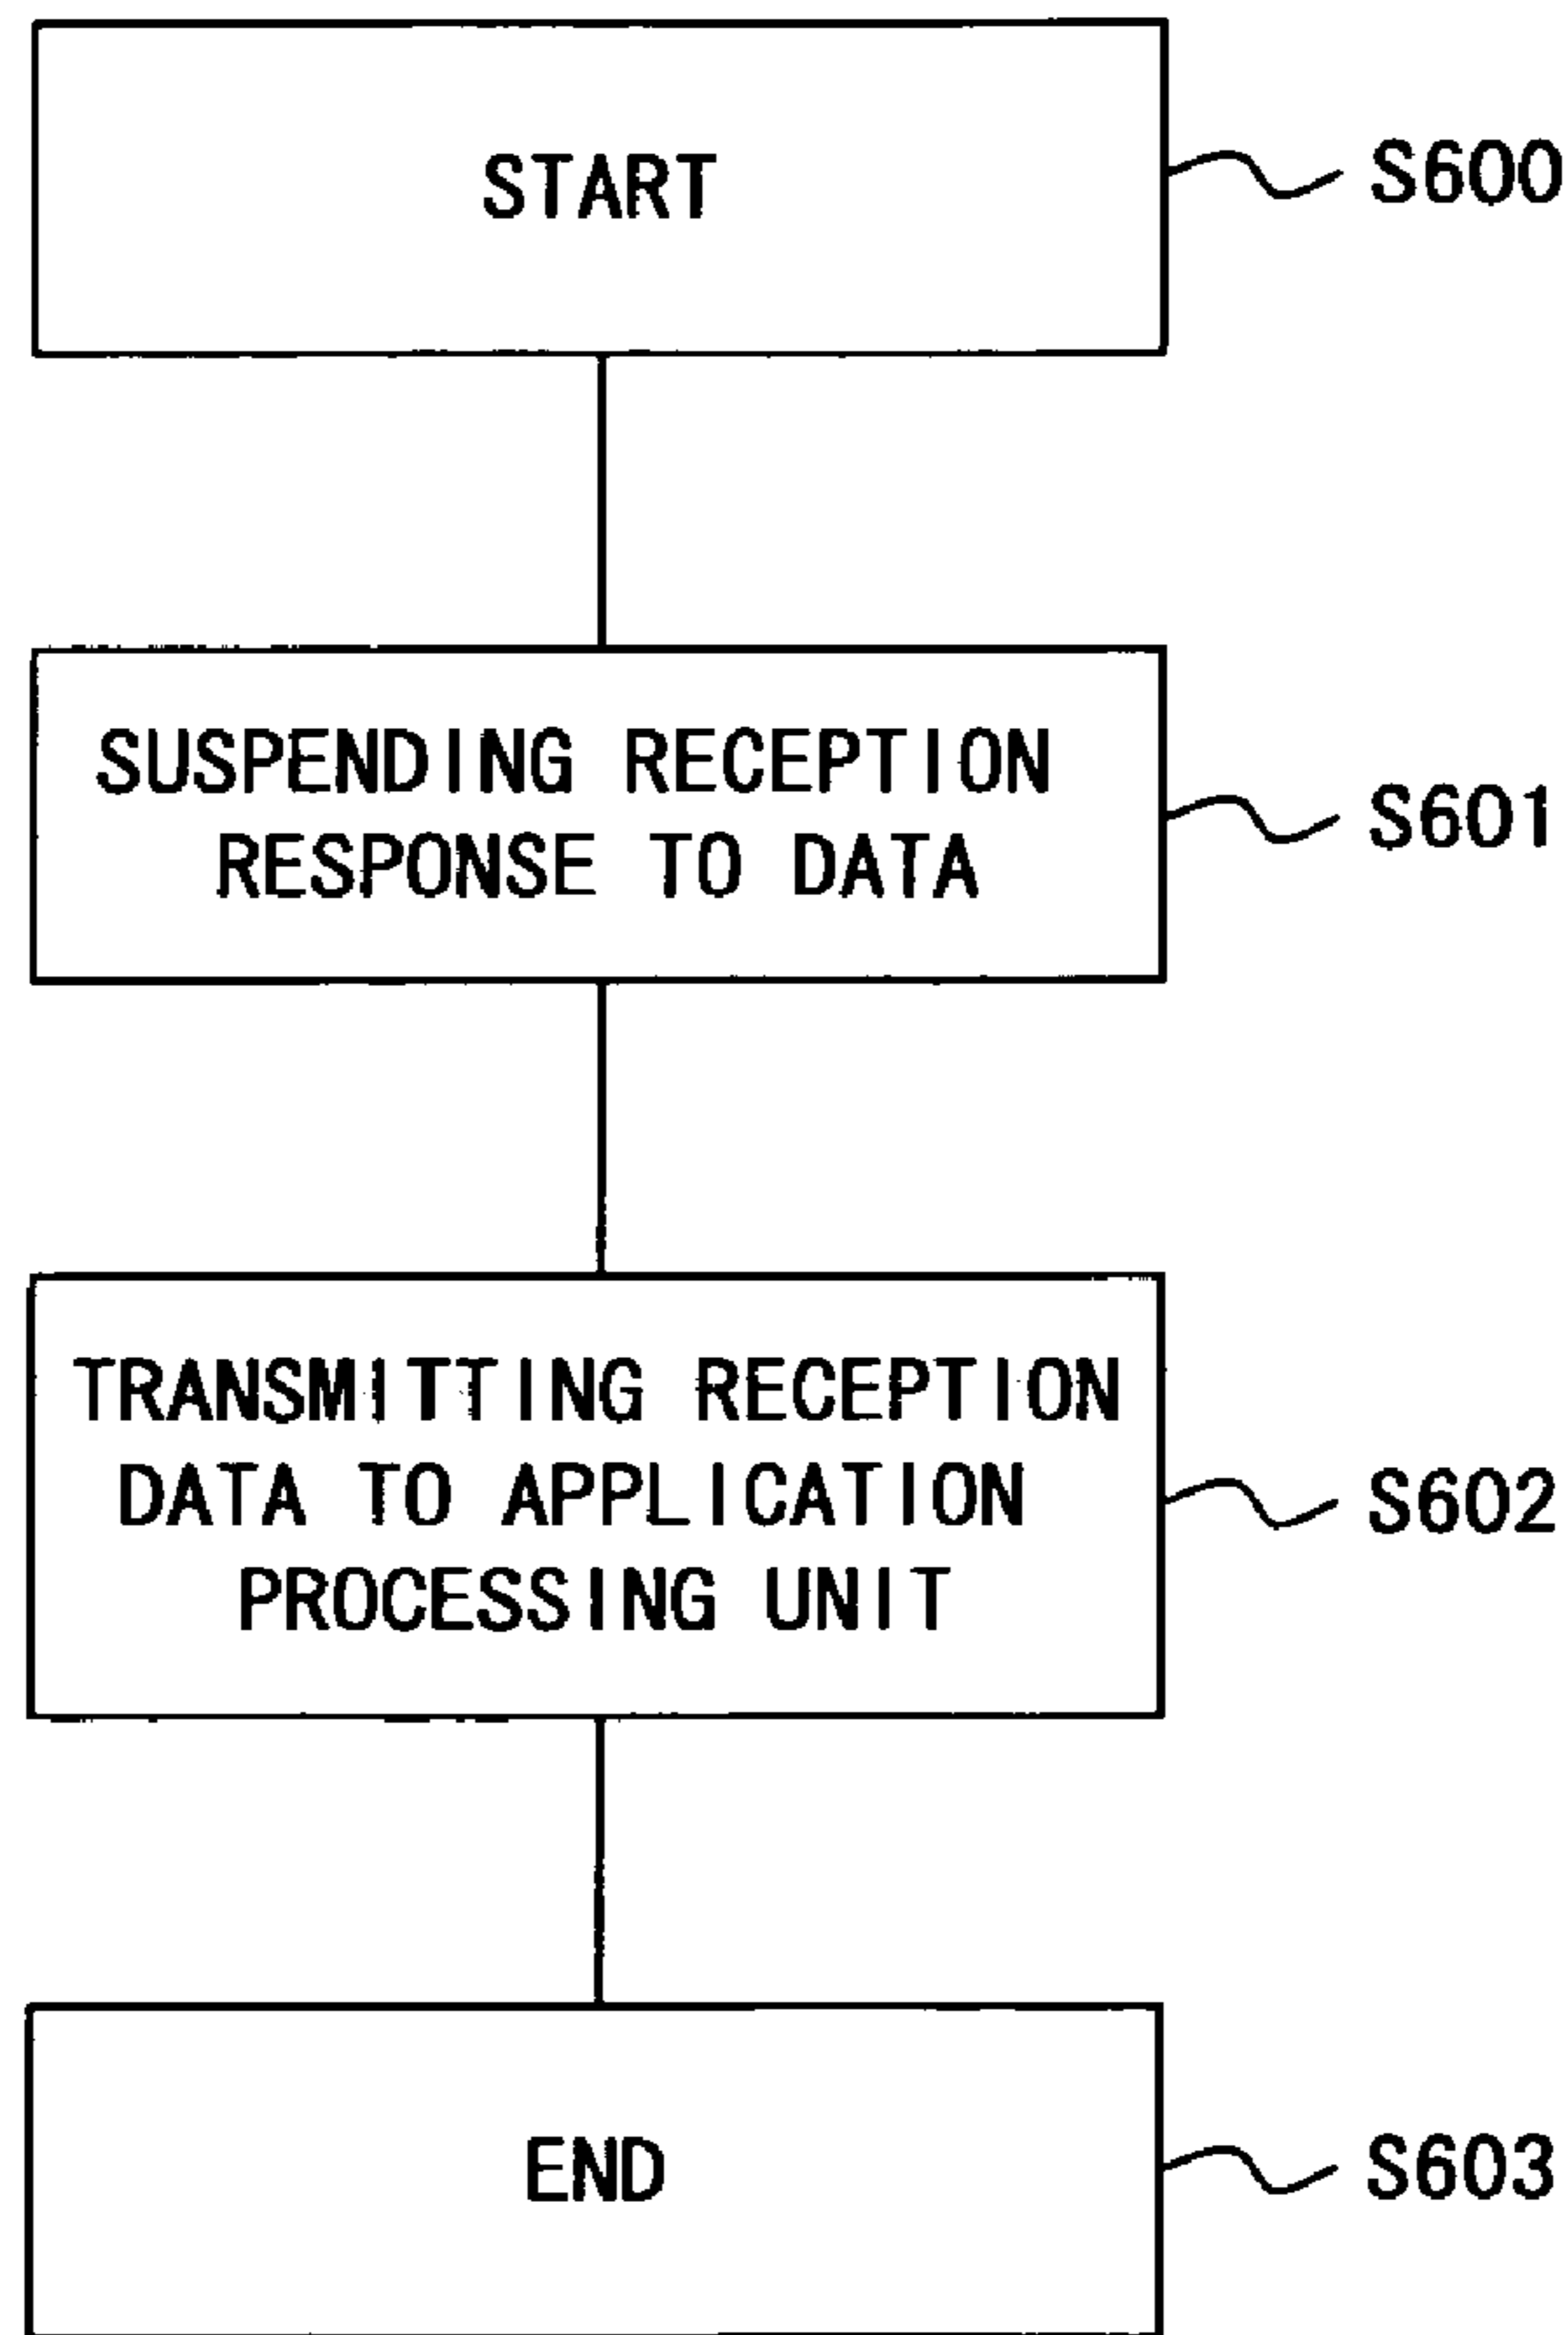 START
S600
SUSPENDING RECEPTION
RESPONSE TO DATA
S601
TRANSMITTING RECEPTION
DATA TO APPLICATION
PROCESSING UNIT
S602
END
S603